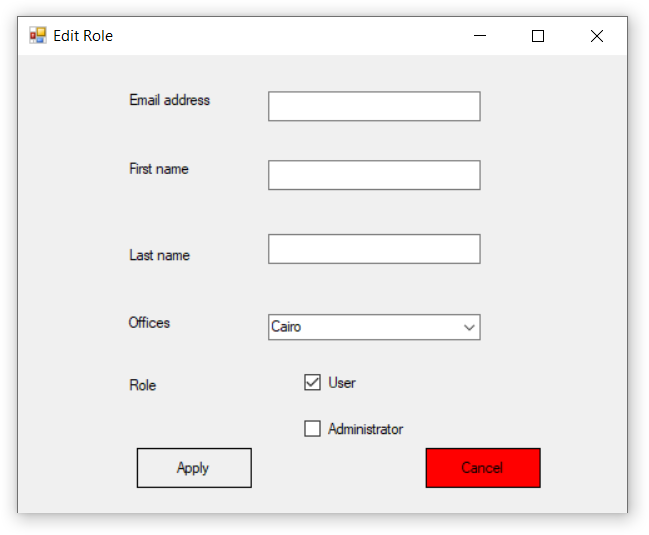 Edit Role
Email address
First name
Last name
Offices
Cairo
Role
User
Administrator
Apply
Cancel